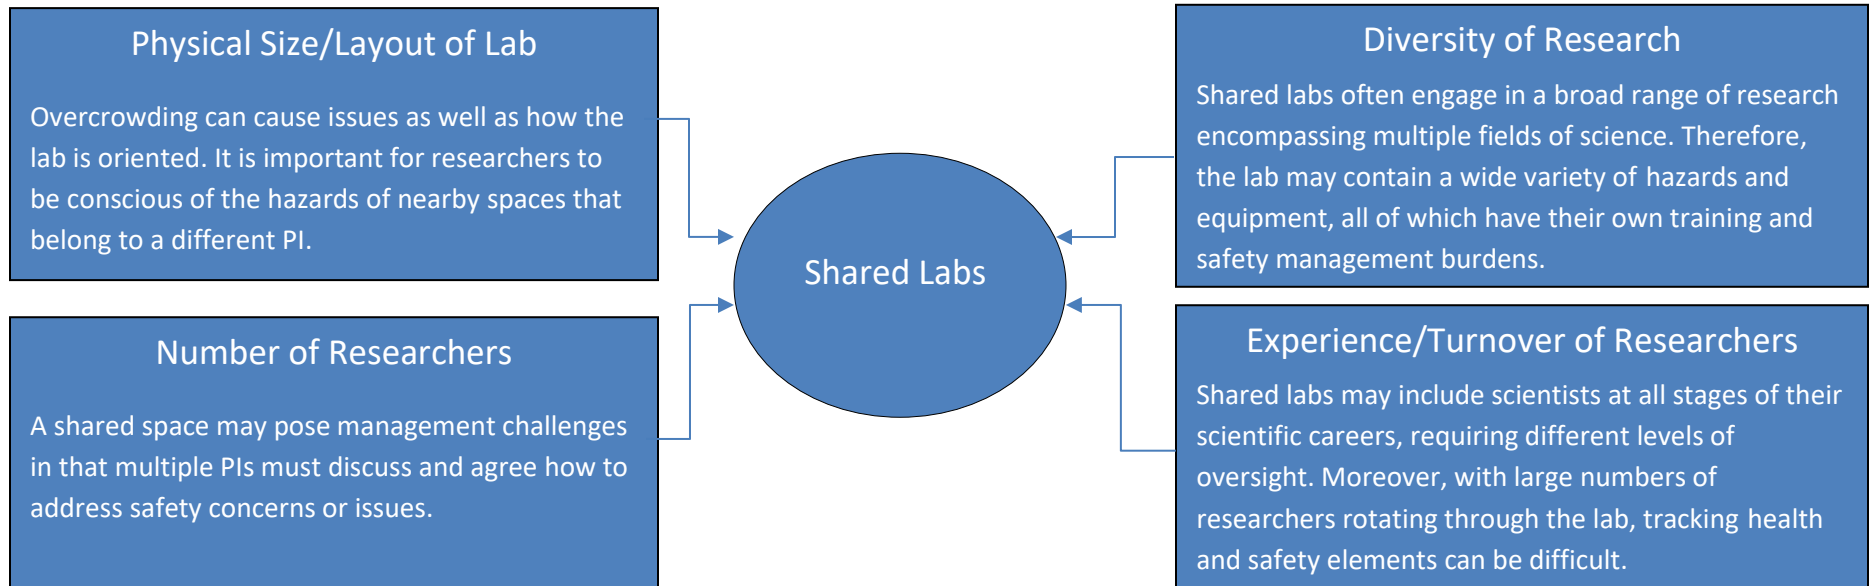 Physical Size/Layout of Lab
Overcrowding can cause issues as well as how the
lab is oriented. It is important for researchers to
be conscious of the hazards of nearby spaces that
belong to a different PI.
Number of Researchers
A shared space may pose management challenges
in that multiple PIs must discuss and agree how to
address safety concerns or issues.
Shared Labs
Diversity of Research
Shared labs often engage in a broad range of research
encompassing multiple fields of science. Therefore,
the lab may contain a wide variety of hazards and
equipment, all of which have their own training and
safety management burdens.
Experience/Turnover of Researchers
Shared labs may include scientists at all stages of their
scientific careers, requiring different levels of
oversight. Moreover, with large numbers of
researchers rotating through the lab, tracking health
and safety elements can be difficult.